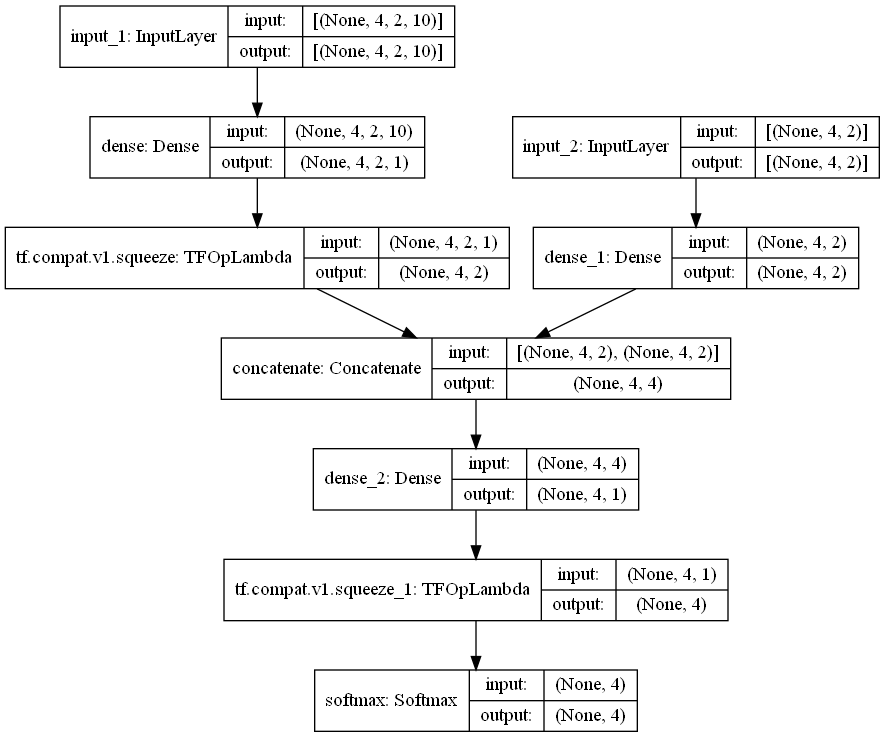 input_1: InputLayer
input:
[(None, 4, 2, 10)]
output:
[(None, 4, 2, 10)]
dense: Dense
input:
(None, 4, 2, 10)
output:
(None, 4, 2, 1)
input_2: InputLayer
input:
[(None, 4, 2)]
output:
[(None, 4, 2)]
tf.compat.v1.squeeze: TFOpLambda
input:
(None, 4, 2, 1)
output:
(None, 4, 2)
dense_1: Dense
input:
(None, 4, 2)
output:
(None, 4, 2)
concatenate: Concatenate
input:
[(None, 4, 2), (None, 4, 2)]
output:
(None, 4, 4)
dense_2: Dense
input:
(None, 4, 4)
output:
(None, 4, 1)
tf.compat.v1.squeeze_1: TFOpLambda
input:
(None, 4, 1)
output:
(None, 4)
softmax: Softmax
input:
(None, 4)
output:
(None, 4)